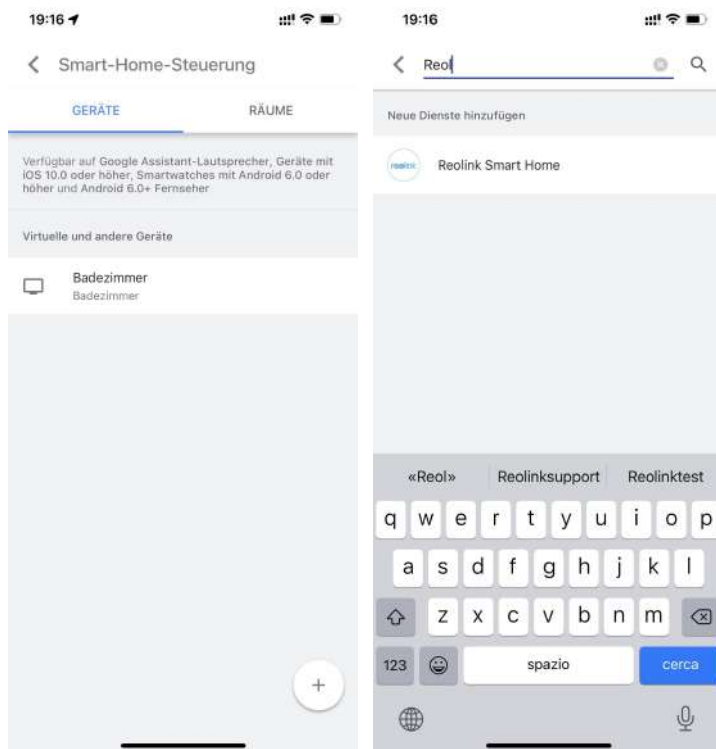 19:16
Smart-Home-Steuerung
GERÄTE
RÄUME
Verfügbar auf Google Assistant-Lautsprecher, Geräte mit
iOS 10.0 oder höher, Smartwatches mit Android 6.0 oder
höher und Android 6.0+ Fernseher
Virtuelle und andere Geräte
Badezimmer
Badezimmer
+
19:16
Reol
Neue Dienste hinzufügen
reolink
Reolink Smart Home
«Reol» Reolinksupport Reolinktest
q w e r t y u i o p
a s d f g h j k l
z x c v b n m
123 spazio cerca